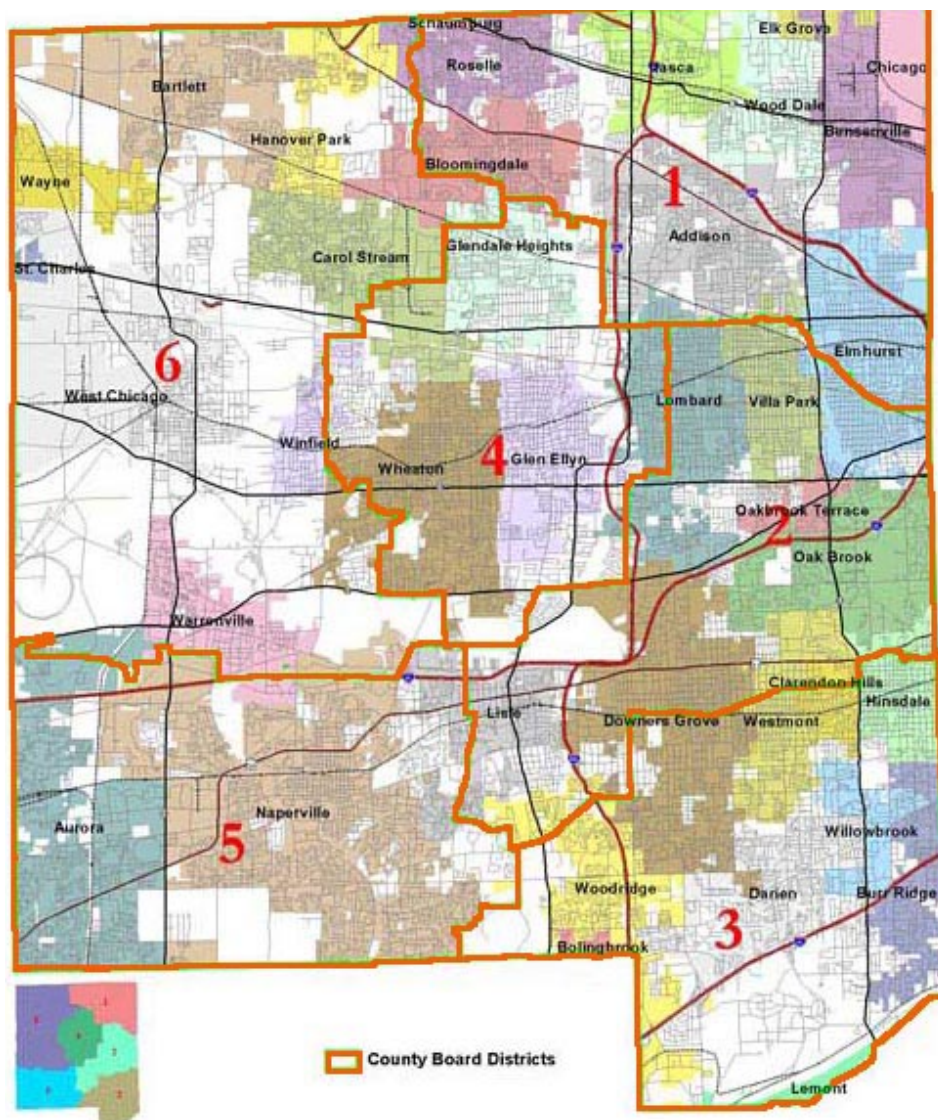 Schaumburg
Elk Grove
Roselle
Itasca
Chicago
Bartlett
Wood Dale
Hanover Park
Bensenville
Bloomingdale
Wayne
1
Addison
Glendale Heights
Carol Stream
St. Charles
Elmhurst
6
West Chicago
Lombard
Villa Park
Winfield
Wheaton
4
Glen Ellyn
Oakbrook Terrace
2
Oak Brook
Warrenville
Clarendon Hills
Hinsdale
Lisle
Downers Grove
Westmont
Naperville
Aurora
Willowbrook
5
Woodridge
Darien
Burr Ridge
3
Bolingbrook
County Board Districts
Lemont